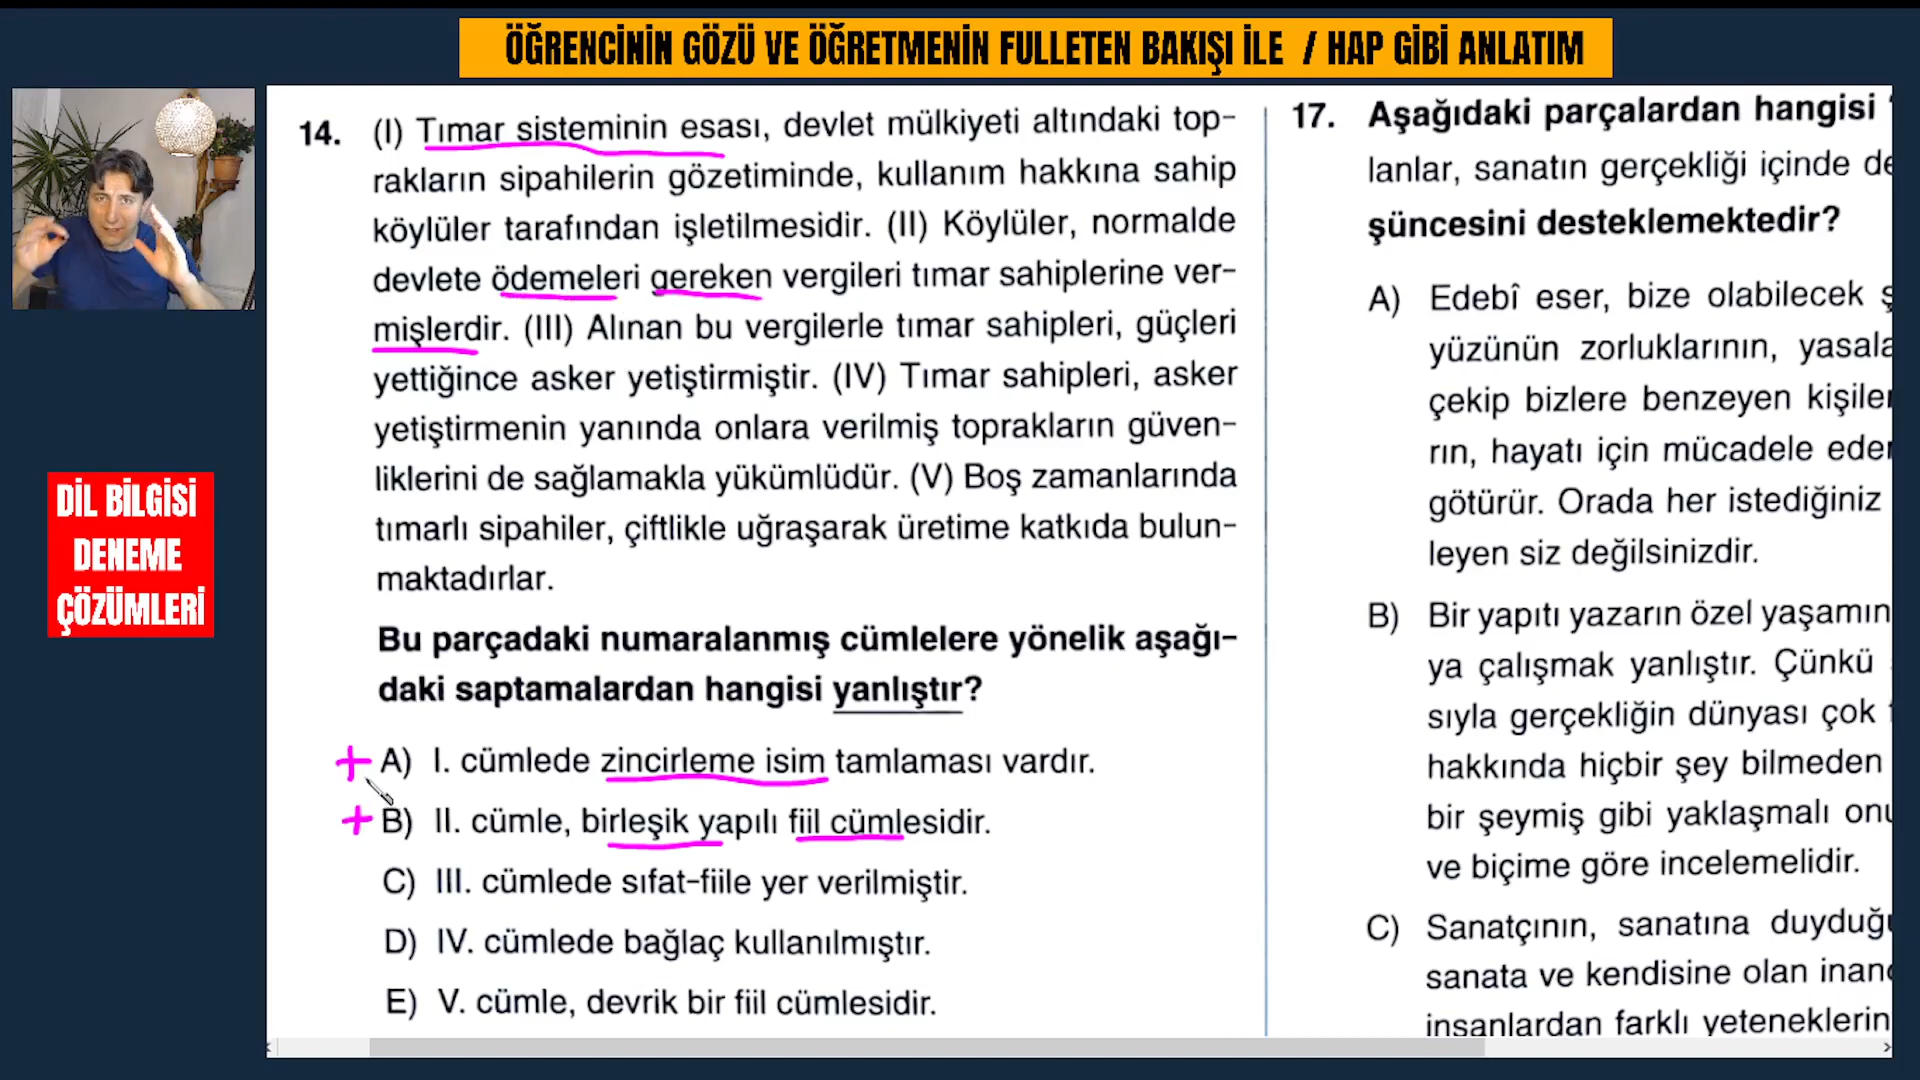 ÖĞRENCİNİN GÖZÜ VE ÖĞRETMENİN FULLETEN BAKIŞI İLE / HAP GİBİ ANLATIM
DİL BİLGİSİ
DENEME
ÇÖZÜMLERİ
14. (I) Tımar sisteminin esası, devlet mülkiyeti altındaki top-
rakların sipahilerin gözetiminde, kullanım hakkına sahip
köylüler tarafından işletilmesidir. (II) Köylüler, normalde
devlete ödemeleri gereken vergileri tımar sahiplerine ver-
mişlerdir. (III) Alınan bu vergilerle tımar sahipleri, güçleri
yettiğince asker yetiştirmiştir. (IV) Tımar sahipleri, asker
yetiştirmenin yanında onlara verilmiş toprakların güven-
liklerini de sağlamakla yükümlüdür. (V) Boş zamanlarında
tımarlı sipahiler, çiftlikle uğraşarak üretime katkıda bulun-
maktadırlar.
Bu parçadaki numaralanmış cümlelere yönelik aşağı-
daki saptamalardan hangisi yanlıştır?
+ A) I. cümlede zincirleme isim tamlaması vardır.
+ B) II. cümle, birleşik yapılı fiil cümlesidir.
C) III. cümlede sıfat-fiile yer verilmiştir.
D) IV. cümlede bağlaç kullanılmıştır.
E) V. cümle, devrik bir fiil cümlesidir.
17. Aşağıdaki parçalardan hangisi
lanlar, sanatın gerçekliği içinde de
şüncesini desteklemektedir?
A) Edebî eser, bize olabilecek ş
yüzünün zorluklarının, yasala
çekip bizlere benzeyen kişiler
rın, hayatı için mücadele eder
götürür. Orada her istediğiniz
leyen siz değilsinizdir.
B) Bir yapıtı yazarın özel yaşamın
ya çalışmak yanlıştır. Çünkü
sıyla gerçekliğin dünyası çok
hakkında hiçbir şey bilmeden
bir şeymiş gibi yaklaşmalı onu
ve biçime göre incelemelidir.
C) Sanatçının, sanatına duyduğu
sanata ve kendisine olan inanc
insanlardan farklı yeteneklerin